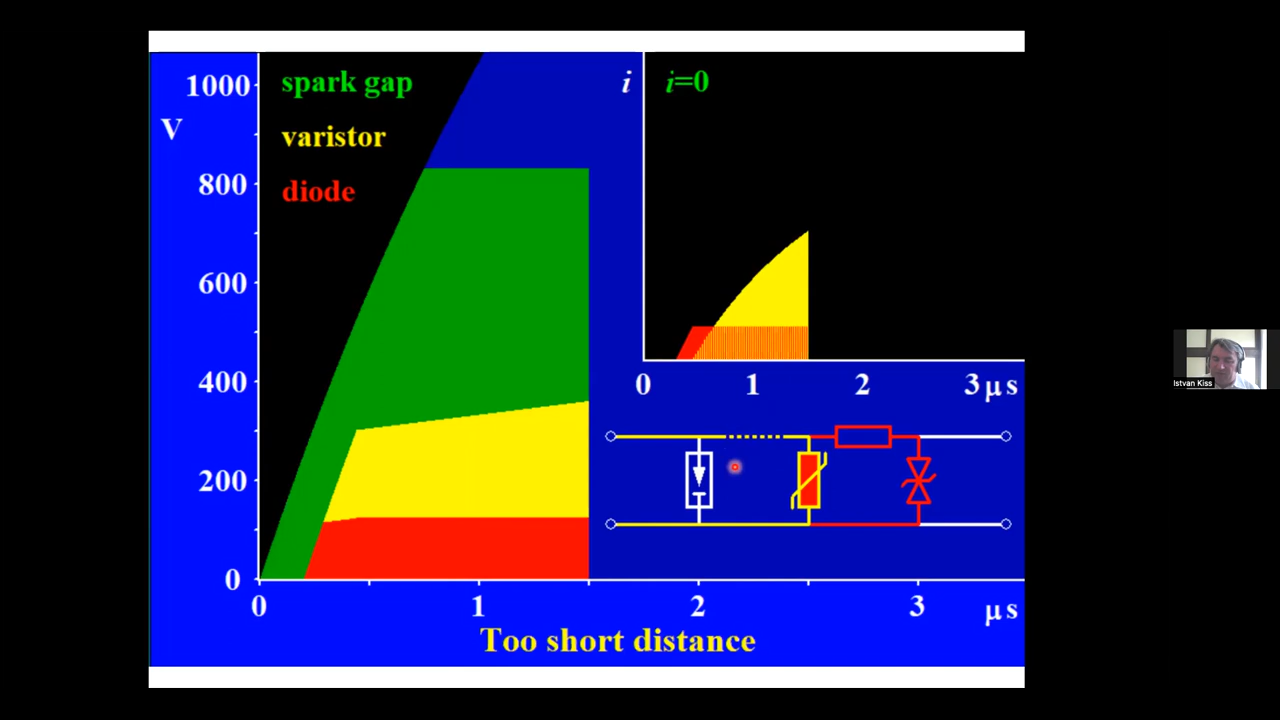 1000
V
800
600
400
200
0
spark gap
varistor
diode
i
i=0
0 1 2 3 μs
0 1 2 3 μs
Too short distance
Istvan Kiss